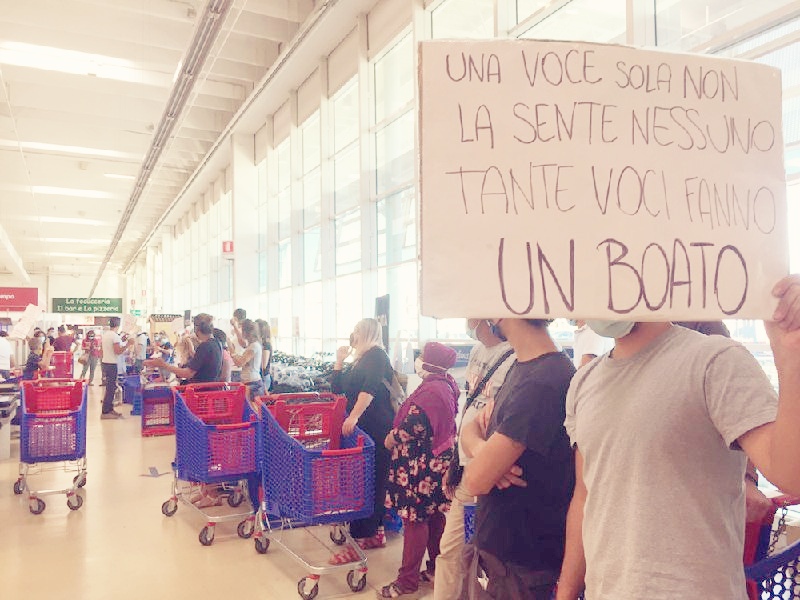 UNA VOCE SOLA NON
LA SENTE NESSUNO
TANTE VOCI FANNO
UN BOATO
La focacceria
Il bar e La pizzeria